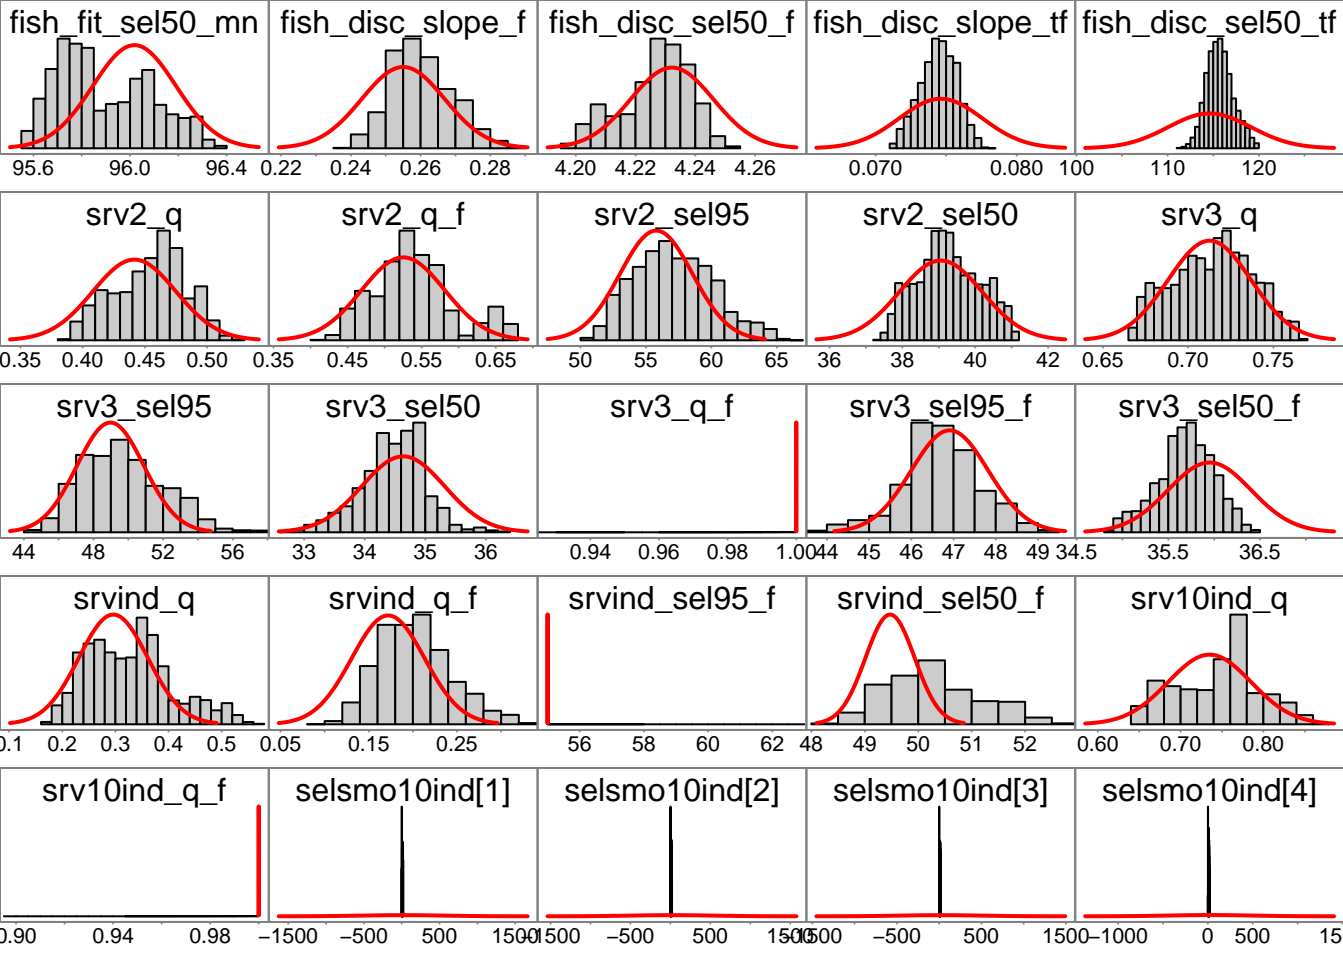 fish_fit_sel50_mn fish_disc_slope_f fish_disc_sel50_f fish_disc_slope_tf fish_disc_sel50_tf
95.6 96.0 96.4 0.22 0.24 0.26 0.28 4.20 4.22 4.24 4.26 0.070 0.080 100 110 120
srv2_q srv2_q_f srv2_sel95 srv2_sel50 srv3_q
0.35 0.40 0.45 0.50 0.35 0.45 0.55 0.65 50 55 60 65 36 38 40 42 0.65 0.70 0.75
srv3_sel95 srv3_sel50 srv3_q_f srv3_sel95_f srv3_sel50_f
44 48 52 56 33 34 35 36 0.94 0.96 0.98 1.00 44 45 46 47 48 49 34.5 35.5 36.5
srvind_q srvind_q_f srvind_sel95_f srvind_sel50_f srv10ind_q
0.1 0.2 0.3 0.4 0.5 0.05 0.15 0.25 56 58 60 62 48 49 50 51 52 0.60 0.70 0.80
srv10ind_q_f selsmo10ind[1] selsmo10ind[2] selsmo10ind[3] selsmo10ind[4]
0.90 0.94 0.98 −1500 −500 500 1500 −1500 −500 500 1500 −1500 −500 500 1500 −1000 0 500